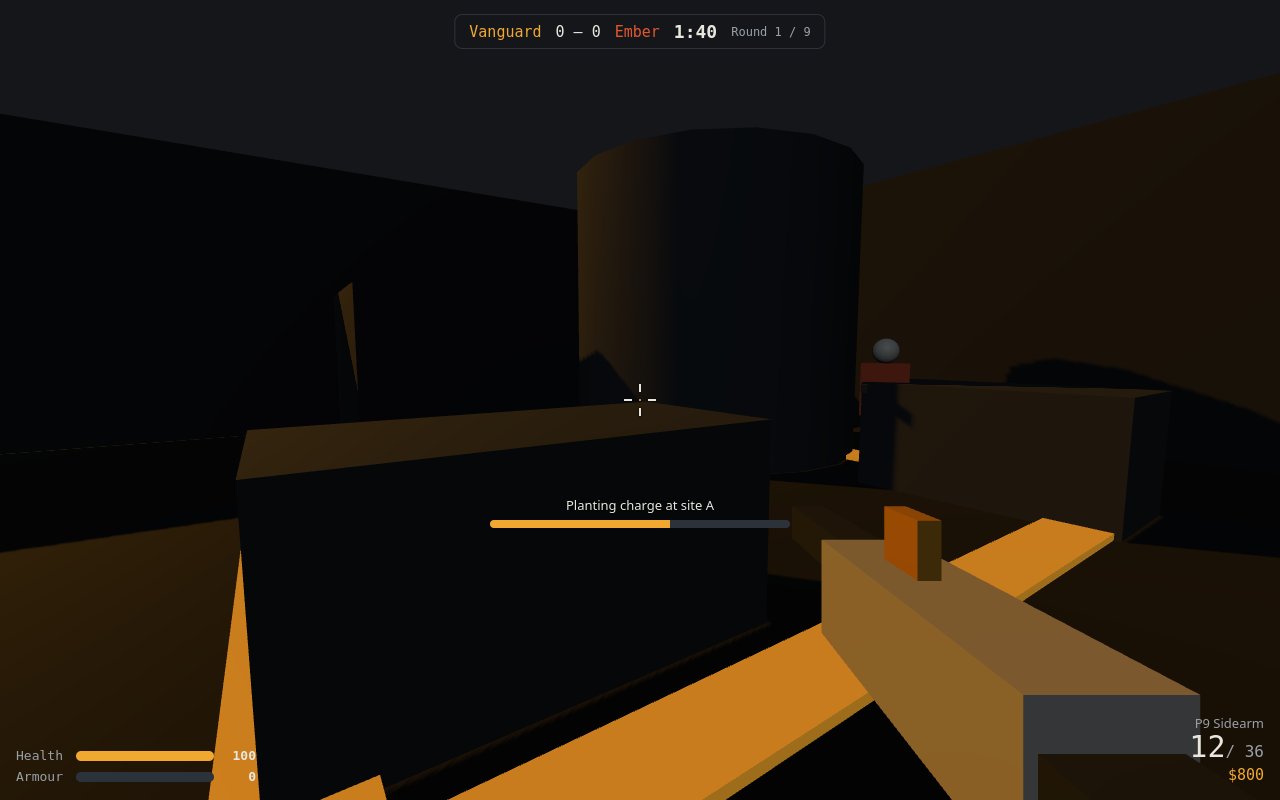 Vanguard 0 – 0 Ember 1:40 Round 1 / 9
Planting charge at site A
Health 100
Armour 0
P9 Sidearm
12 / 36
$800